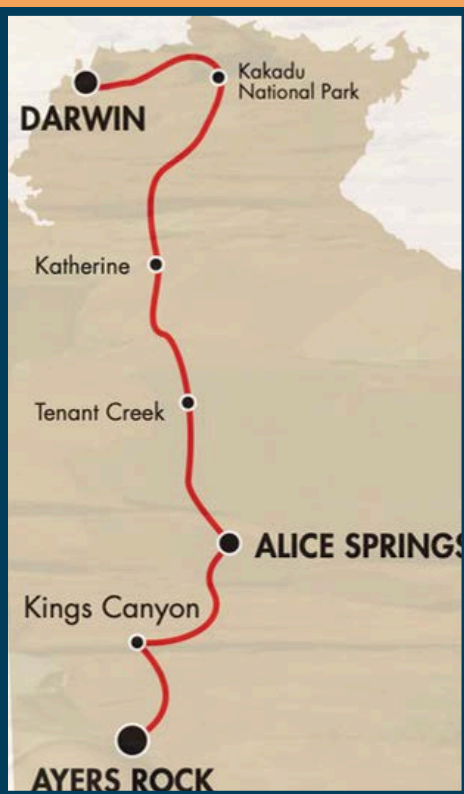 Kakadu
National Park
DARWIN
Katherine
Tenant Creek
ALICE SPRINGS
Kings Canyon
AYERS ROCK